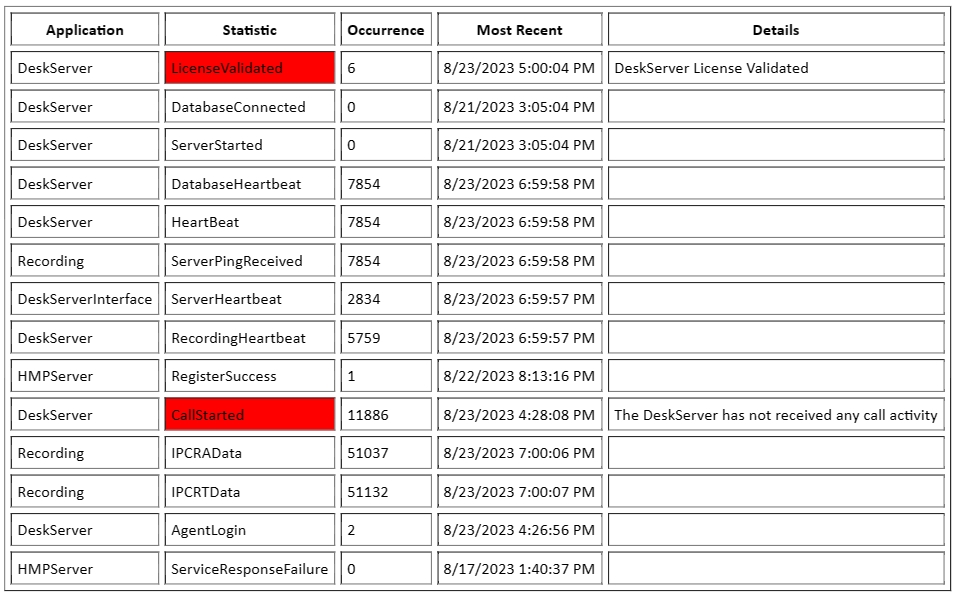 Application Statistic Occurrence Most Recent Details
DeskServer LicenseValidated 6 8/23/2023 5:00:04 PM DeskServer License Validated
DeskServer DatabaseConnected 0 8/21/2023 3:05:04 PM
DeskServer ServerStarted 0 8/21/2023 3:05:04 PM
DeskServer DatabaseHeartbeat 7854 8/23/2023 6:59:58 PM
DeskServer HeartBeat 7854 8/23/2023 6:59:58 PM
Recording ServerPingReceived 7854 8/23/2023 6:59:58 PM
DeskServerInterface ServerHeartbeat 2834 8/23/2023 6:59:57 PM
DeskServer RecordingHeartbeat 5759 8/23/2023 6:59:57 PM
HMPServer RegisterSuccess 1 8/22/2023 8:13:16 PM
DeskServer CallStarted 11886 8/23/2023 4:28:08 PM The DeskServer has not received any call activity
Recording IPCRAData 51037 8/23/2023 7:00:06 PM
Recording IPCRTData 51132 8/23/2023 7:00:07 PM
DeskServer AgentLogin 2 8/23/2023 4:26:56 PM
HMPServer ServiceResponseFailure 0 8/17/2023 1:40:37 PM